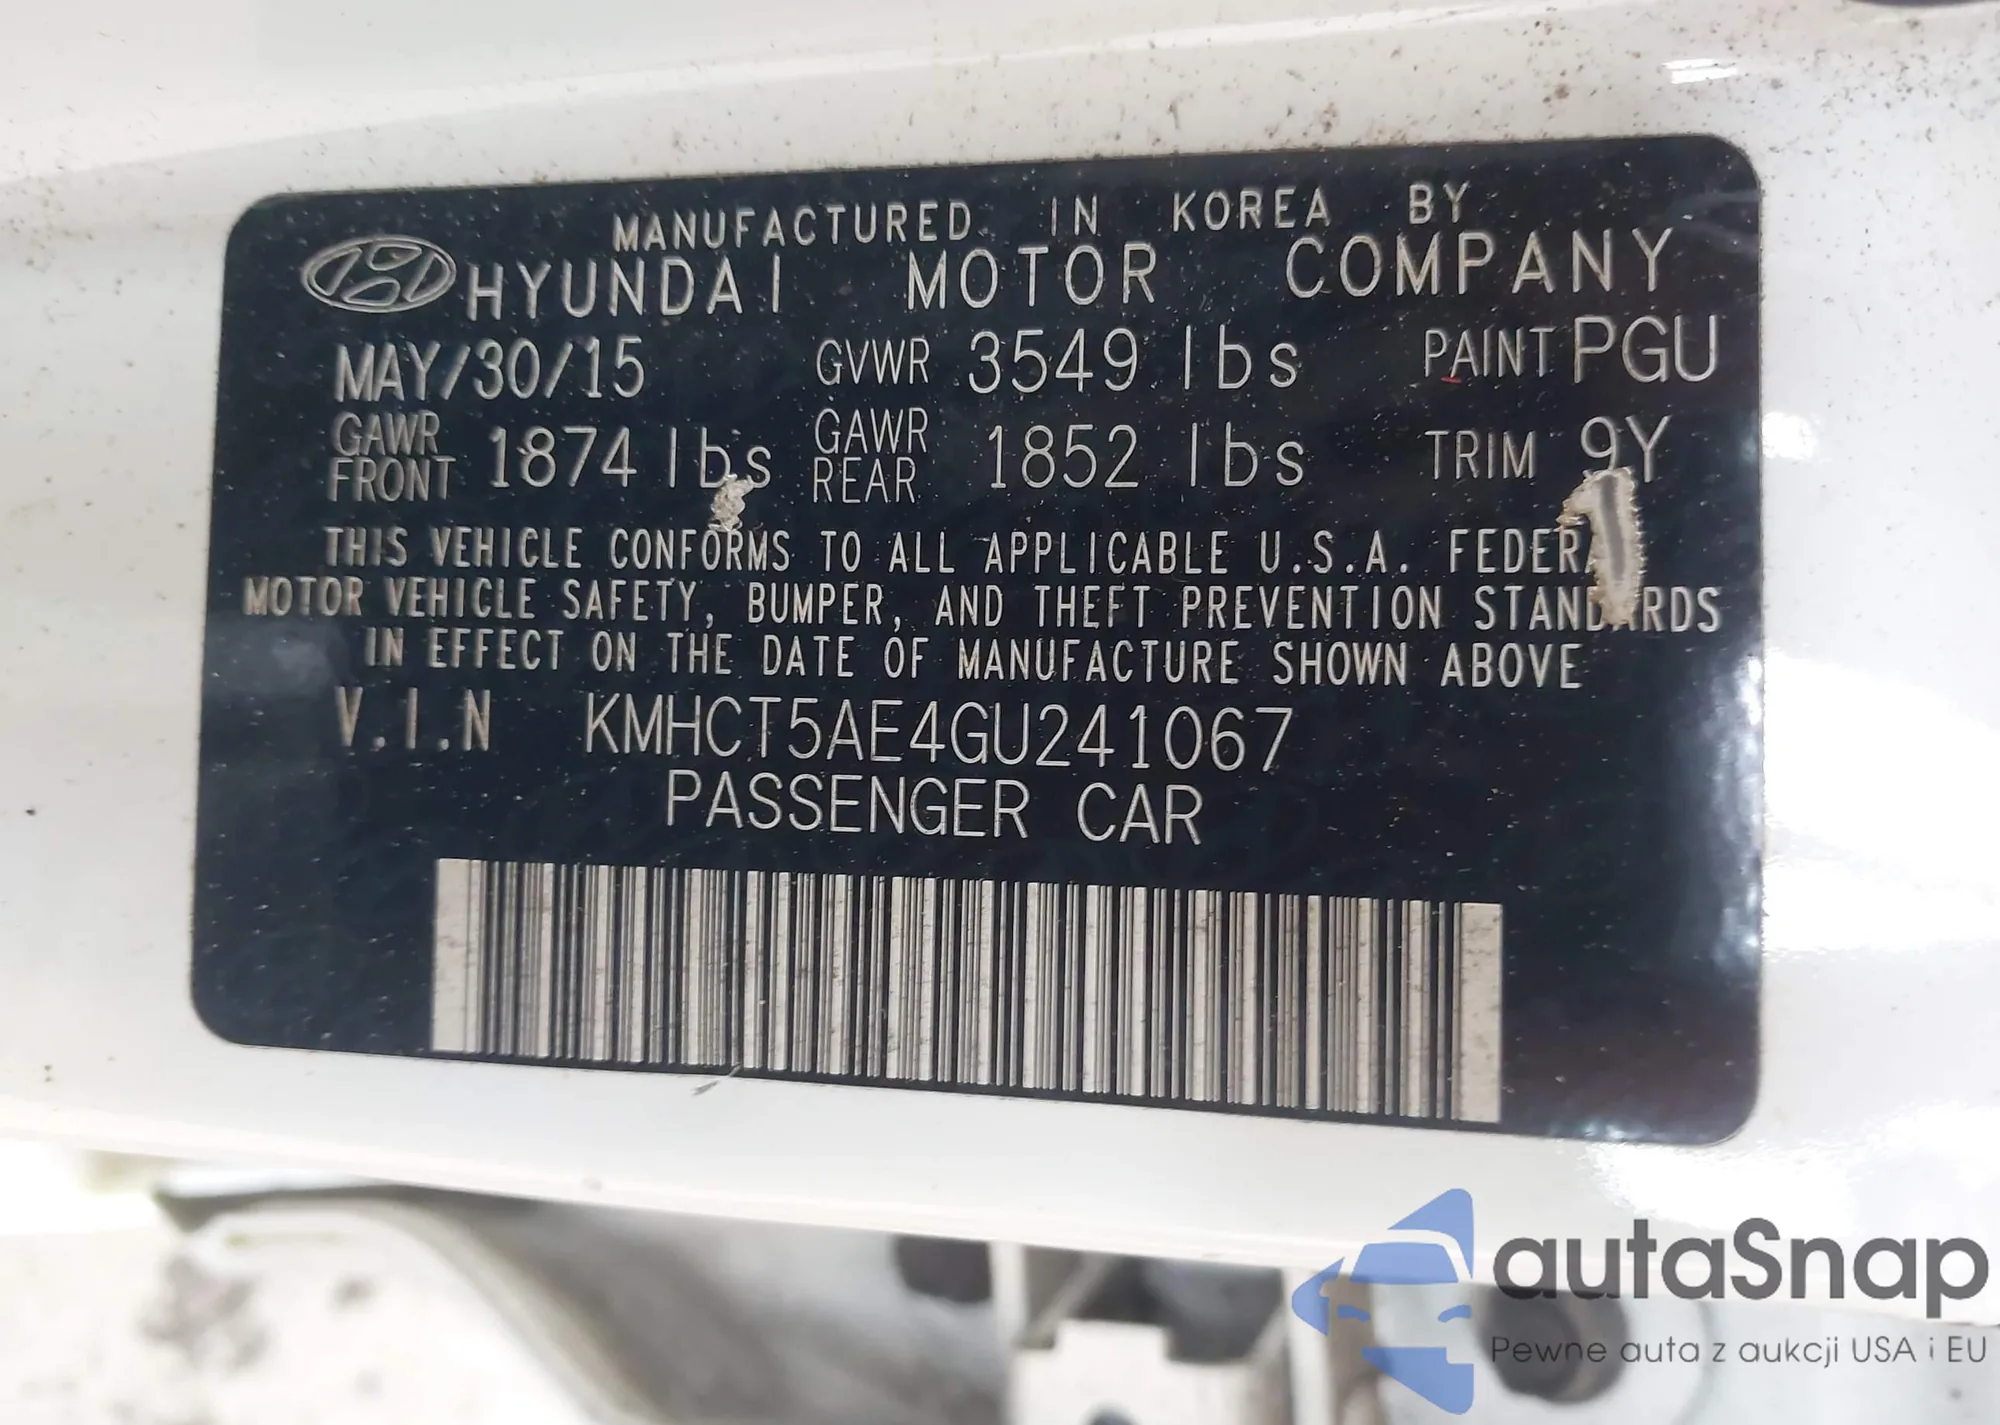 MANUFACTURED IN KOREA BY
HYUNDAI MOTOR COMPANY
MAY/30/15 GVWR 3549 lbs PAINT PGU
GAWR FRONT 1874 lbs GAWR REAR 1852 lbs TRIM 9Y
THIS VEHICLE CONFORMS TO ALL APPLICABLE U.S.A. FEDERAL
MOTOR VEHICLE SAFETY, BUMPER, AND THEFT PREVENTION STANDARDS
IN EFFECT ON THE DATE OF MANUFACTURE SHOWN ABOVE
V.I.N KMHCT5AE4GU241067
PASSENGER CAR
autaSnap
Pewne auta z aukcji USA i EU